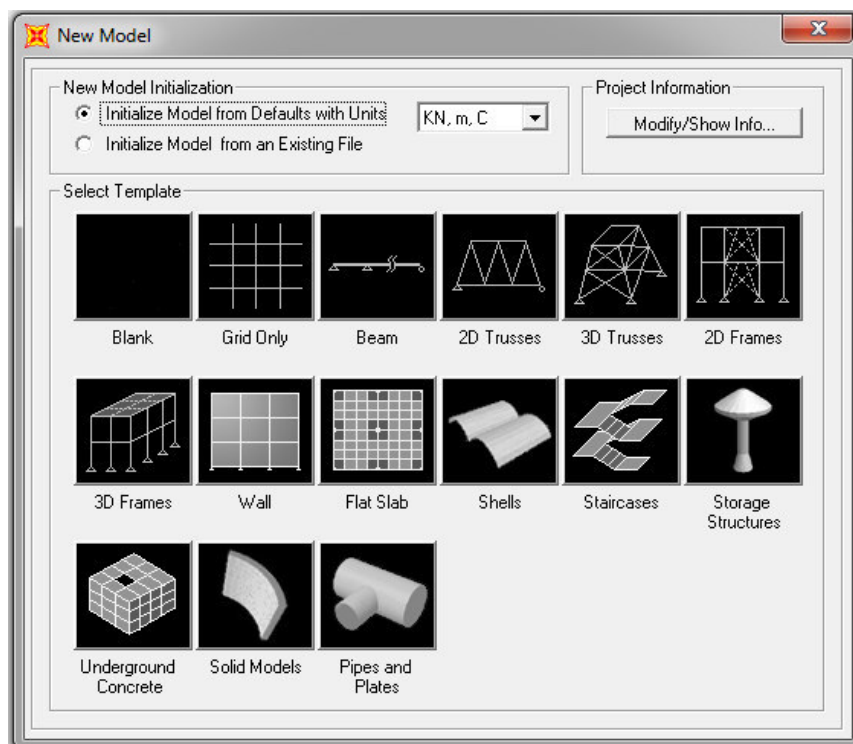 New Model
New Model Initialization
Initialize Model from Defaults with Units
KN, m, C
Initialize Model from an Existing File
Project Information
Modify/Show Info...
Select Template
Blank
Grid Only
Beam
2D Trusses
3D Trusses
2D Frames
3D Frames
Wall
Flat Slab
Shells
Staircases
Storage
Structures
Underground
Concrete
Solid Models
Pipes and
Plates